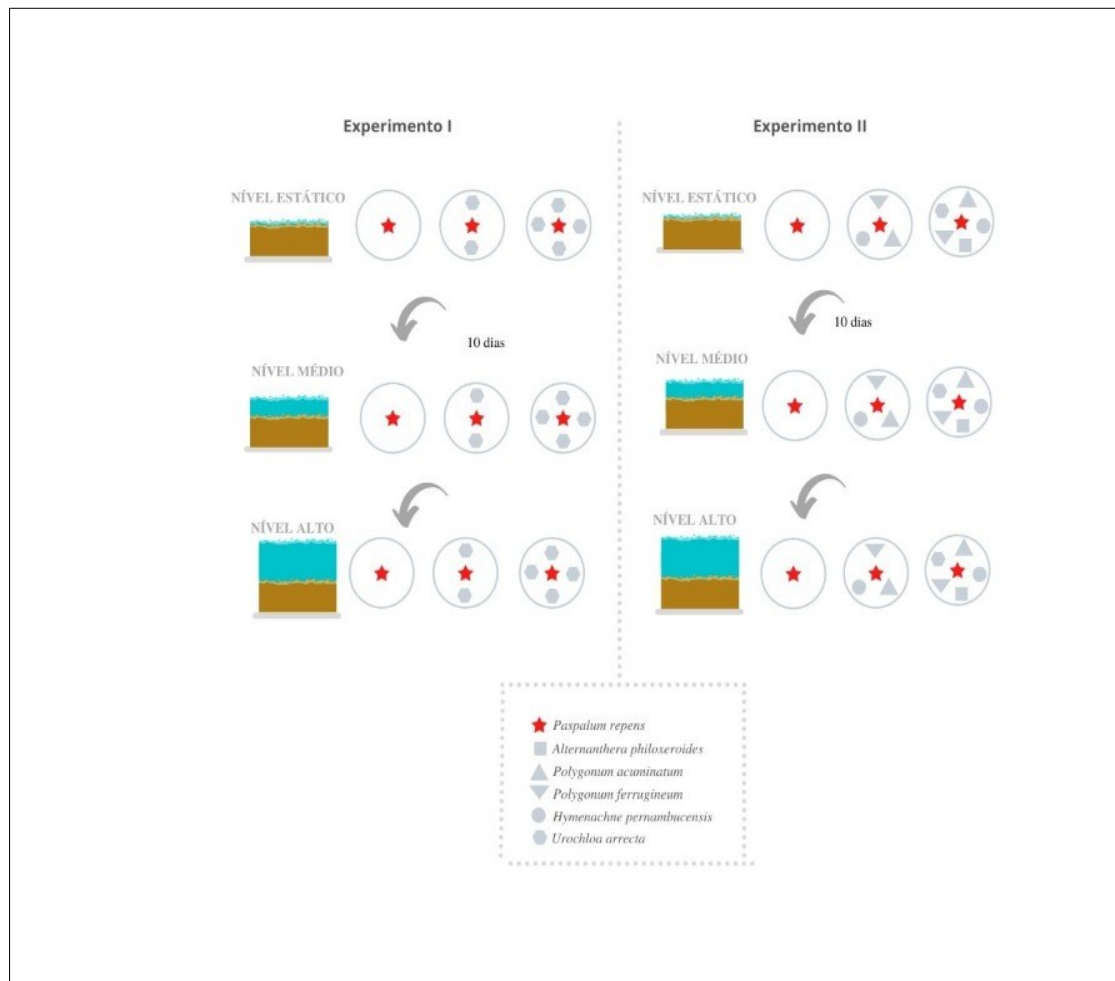 Experimento I
NÍVEL ESTÁTICO
10 dias
NÍVEL MÉDIO
NÍVEL ALTO
Experimento II
NÍVEL ESTÁTICO
10 dias
NÍVEL MÉDIO
NÍVEL ALTO
Paspalum repens
Alternanthera philoxeroides
Polygonum acuminatum
Polygonum ferrugineum
Hymenachne pernambucensis
Urochloa arrecta